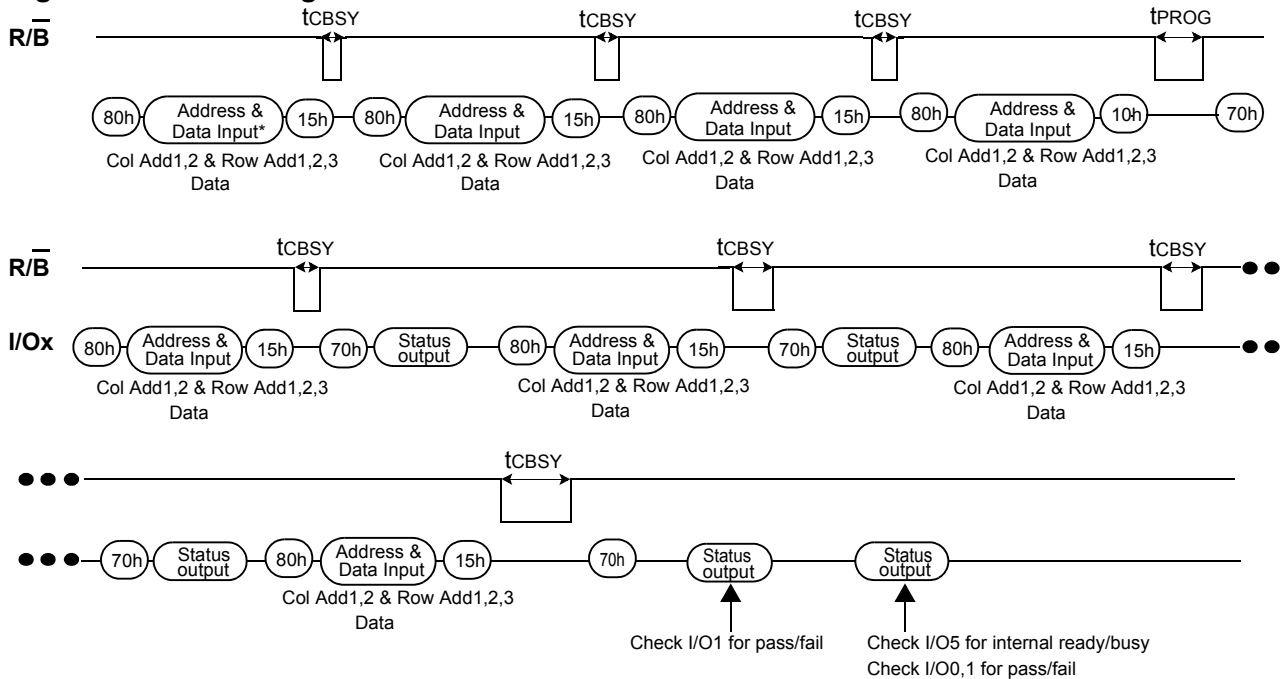 tCBSY tCBSY tCBSY tPROG
R/B
80h Address & Data Input* 15h 80h Address & Data Input 15h 80h Address & Data Input 15h 80h Address & Data Input 10h 70h
Col Add1,2 & Row Add1,2,3 Col Add1,2 & Row Add1,2,3 Col Add1,2 & Row Add1,2,3 Col Add1,2 & Row Add1,2,3
Data Data Data Data
tCBSY tCBSY tCBSY
R/B
I/Ox 80h Address & Data Input 15h 70h Status output 80h Address & Data Input 15h 70h Status output 80h Address & Data Input 15h
Col Add1,2 & Row Add1,2,3 Col Add1,2 & Row Add1,2,3 Col Add1,2 & Row Add1,2,3
Data Data Data
tCBSY
70h Status output 80h Address & Data Input 15h 70h Status output Status output
Col Add1,2 & Row Add1,2,3
Data
Check I/O1 for pass/fail Check I/O5 for internal ready/busy
Check I/O0,1 for pass/fail